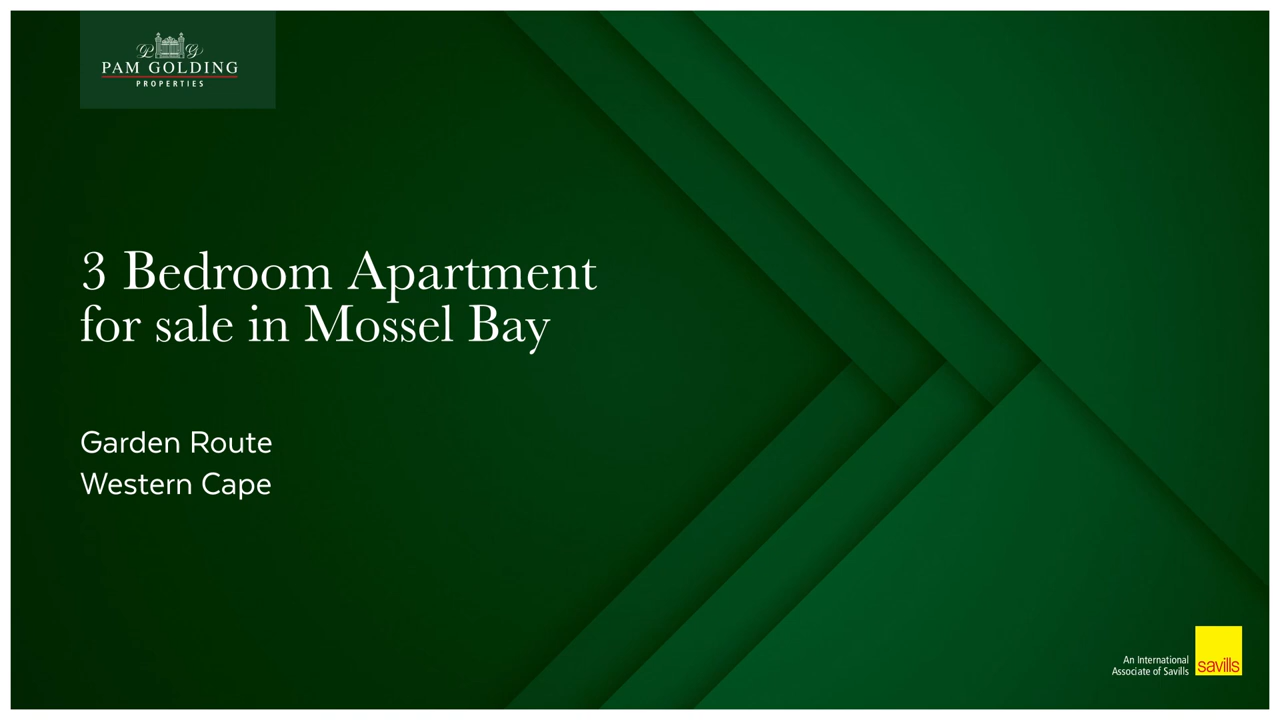 PAM GOLDING
PROPERTIES
3 Bedroom Apartment
for sale in Mossel Bay
Garden Route
Western Cape
An International
Associate of Savills
savills